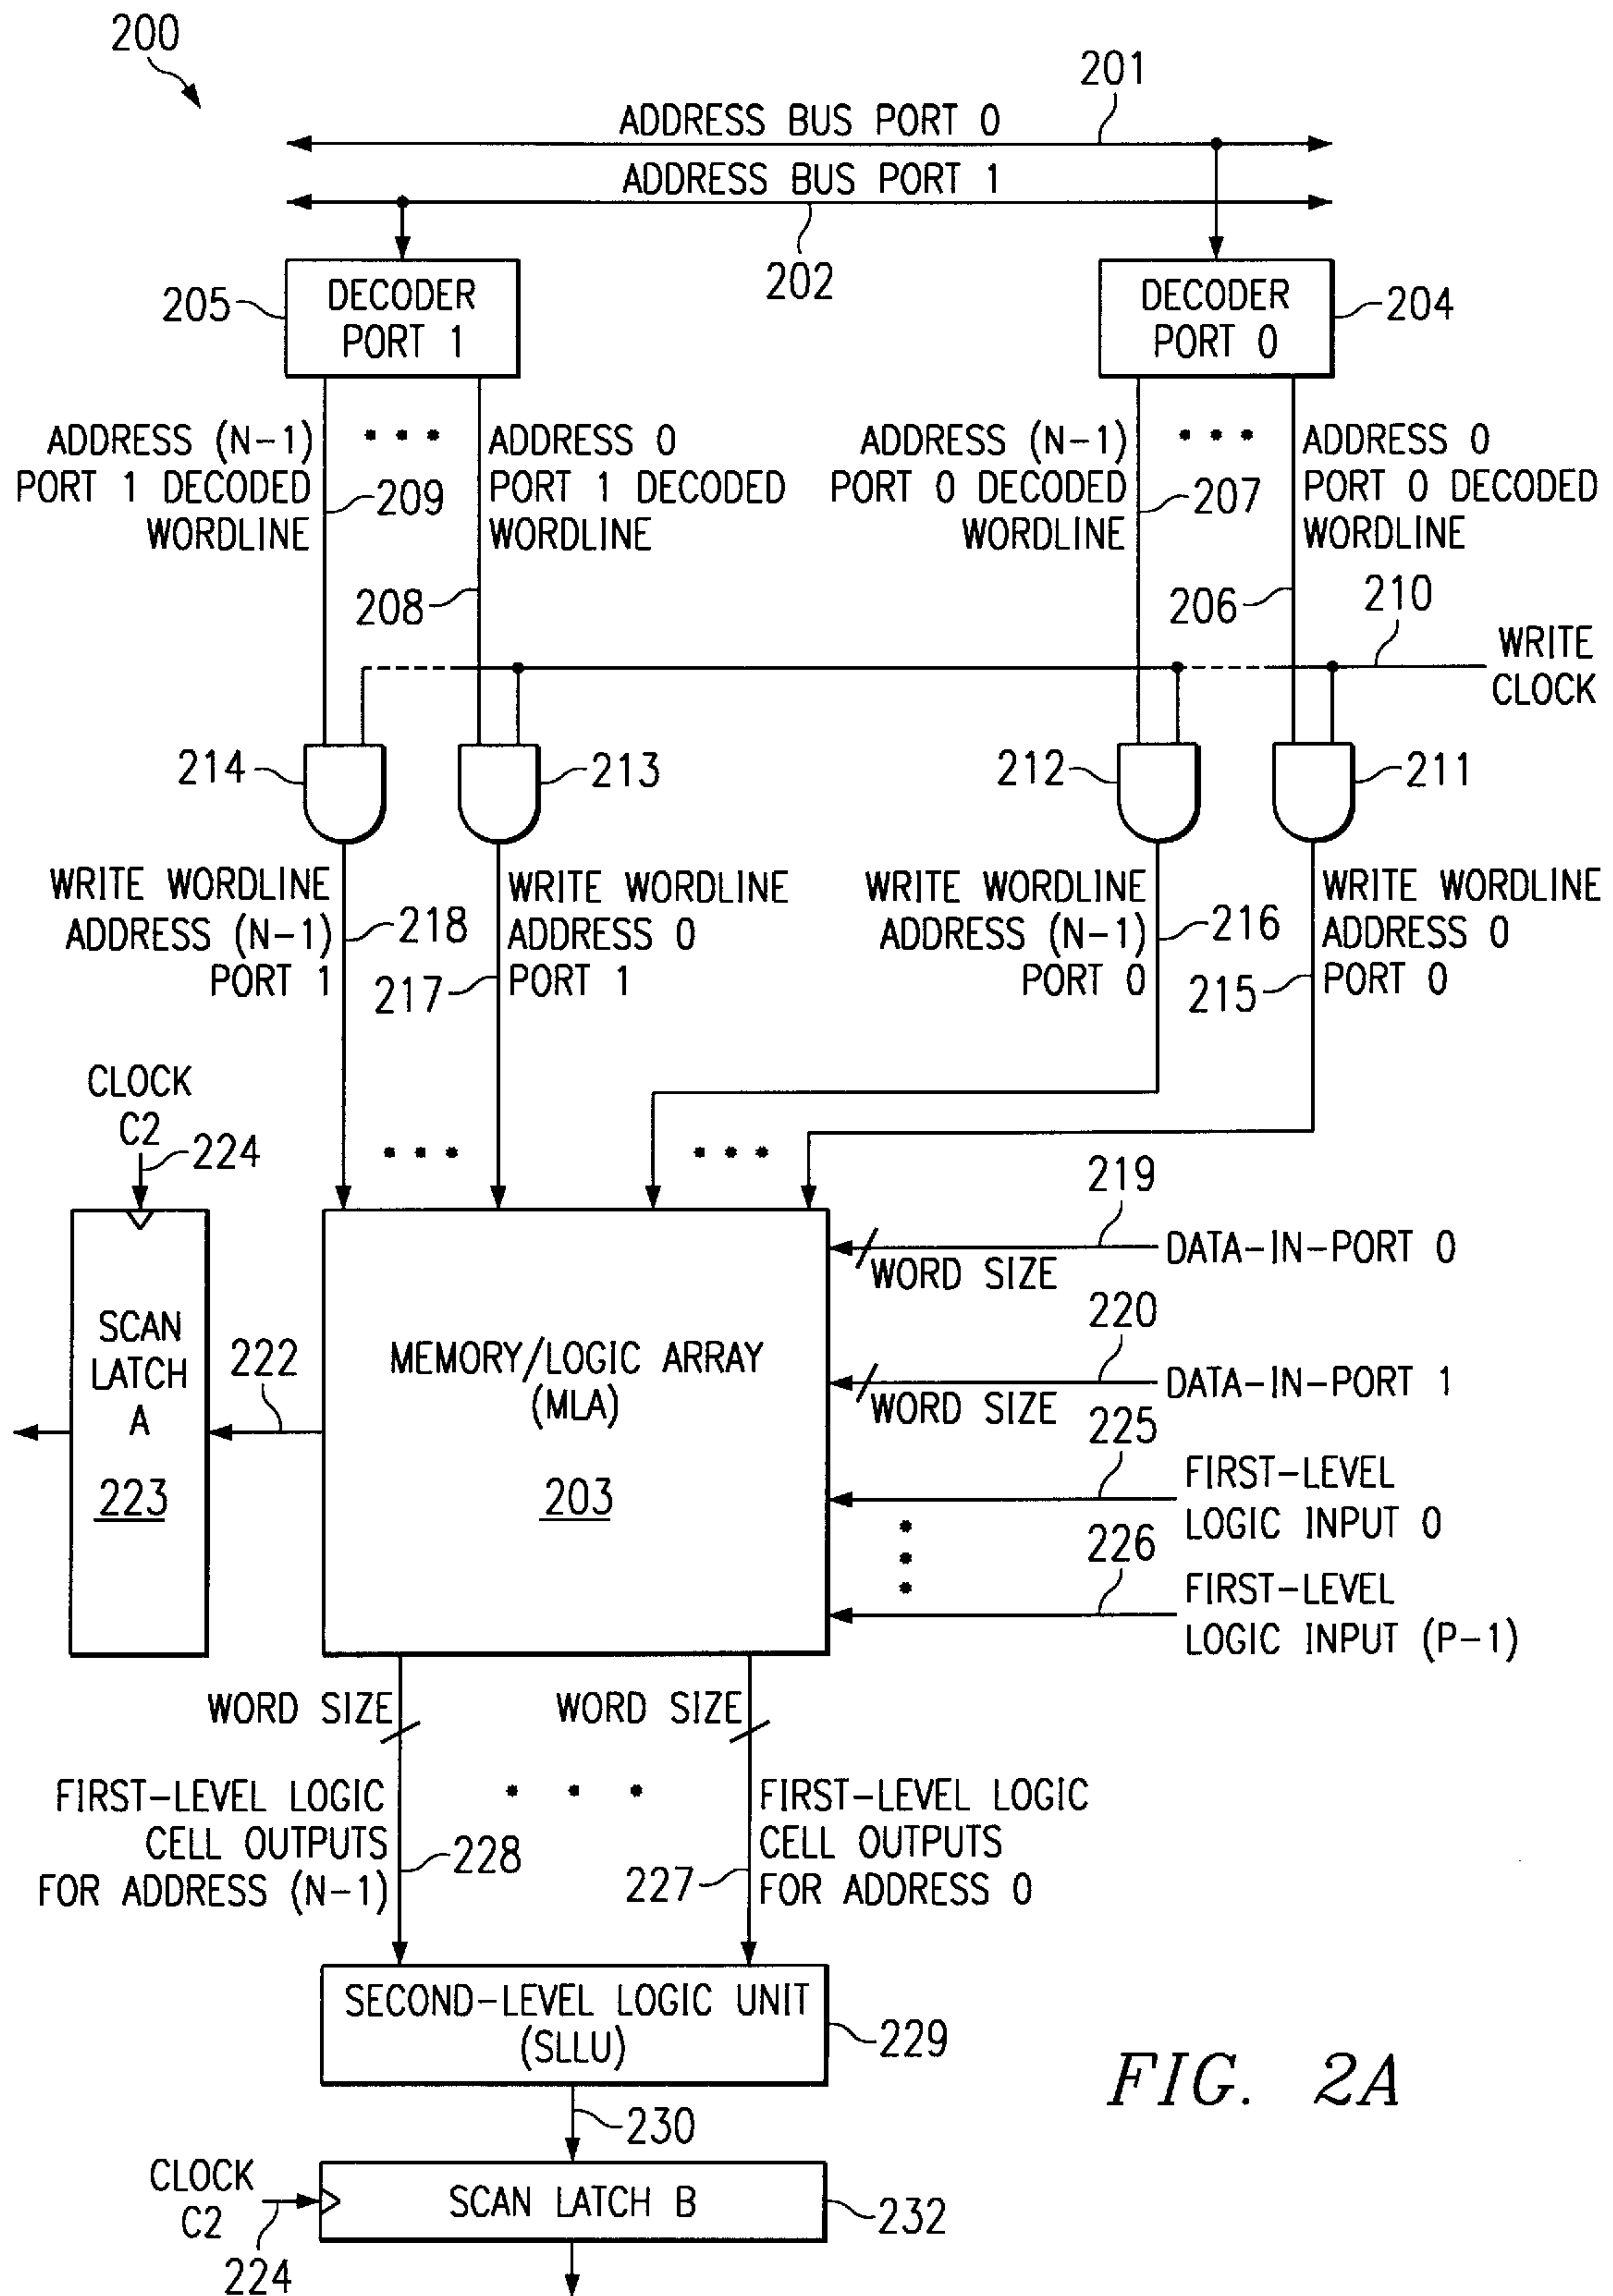 200
201
ADDRESS BUS PORT 0
ADDRESS BUS PORT 1
202
205
DECODER
PORT 1
DECODER
PORT 0
204
ADDRESS (N-1)
PORT 1 DECODED
WORDLINE
209
ADDRESS 0
PORT 1 DECODED
WORDLINE
208
ADDRESS (N-1)
PORT 0 DECODED
WORDLINE
207
ADDRESS 0
PORT 0 DECODED
WORDLINE
206
210
WRITE
CLOCK
214
213
212
211
WRITE WORDLINE
ADDRESS (N-1)
PORT 1
218
WRITE WORDLINE
ADDRESS 0
PORT 1
217
WRITE WORDLINE
ADDRESS (N-1)
PORT 0
216
WRITE WORDLINE
ADDRESS 0
PORT 0
215
CLOCK
C2
224
SCAN
LATCH
A
223
222
MEMORY/LOGIC ARRAY
(MLA)
203
219
DATA-IN-PORT 0
WORD SIZE
220
DATA-IN-PORT 1
WORD SIZE
225
FIRST-LEVEL
LOGIC INPUT 0
226
FIRST-LEVEL
LOGIC INPUT (P-1)
WORD SIZE
WORD SIZE
FIRST-LEVEL LOGIC
CELL OUTPUTS
FOR ADDRESS (N-1)
228
FIRST-LEVEL LOGIC
CELL OUTPUTS
FOR ADDRESS 0
227
SECOND-LEVEL LOGIC UNIT
(SLLU)
229
230
CLOCK
C2
224
SCAN LATCH B
232
FIG. 2A